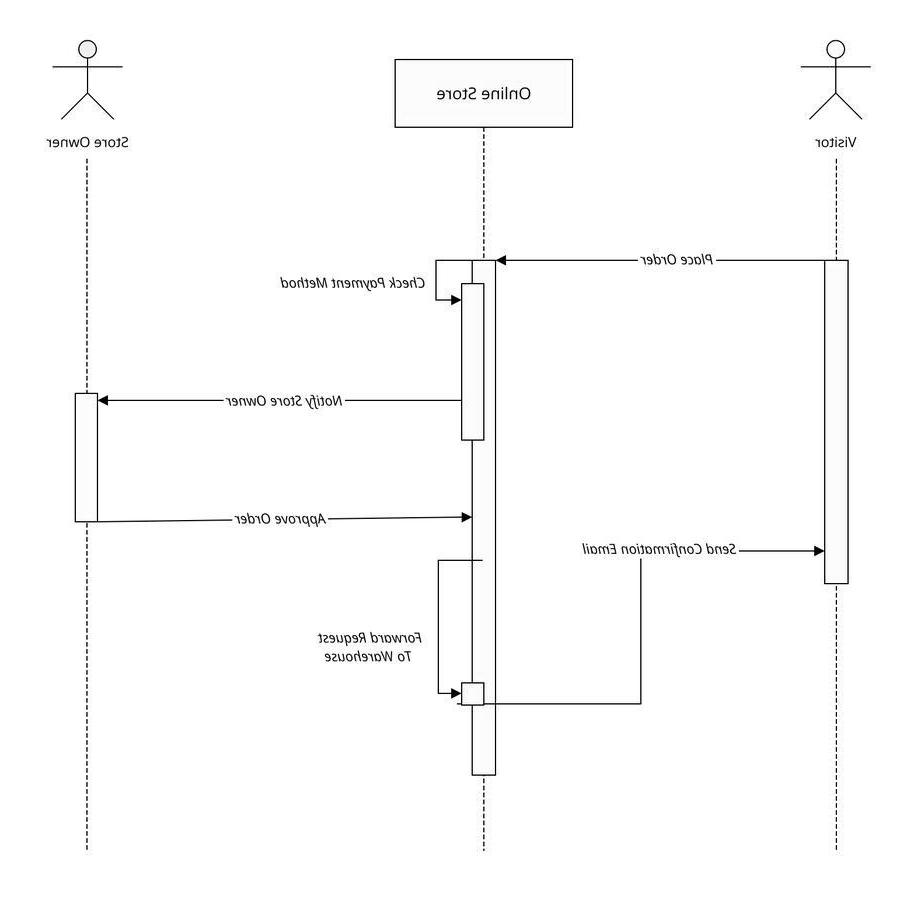 Online Store
Store Owner
Visitor
Place Order
Check Payment Method
Notify Store Owner
Approve Order
Send Confirmation Email
Forward Request
To Warehouse